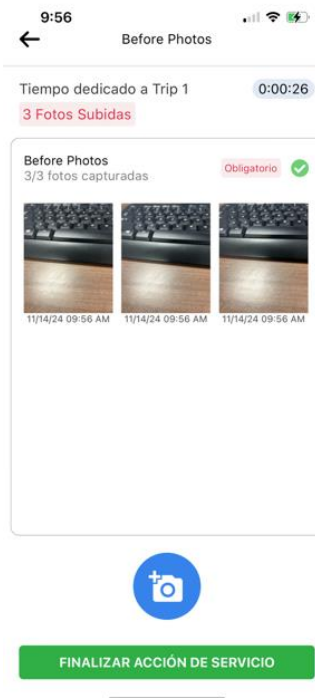 9:56
Before Photos
Tiempo dedicado a Trip 1 0:00:26
3 Fotos Subidas
Before Photos
3/3 fotos capturadas
Obligatorio
11/14/24 09:56 AM 11/14/24 09:56 AM 11/14/24 09:56 AM
FINALIZAR ACCIÓN DE SERVICIO